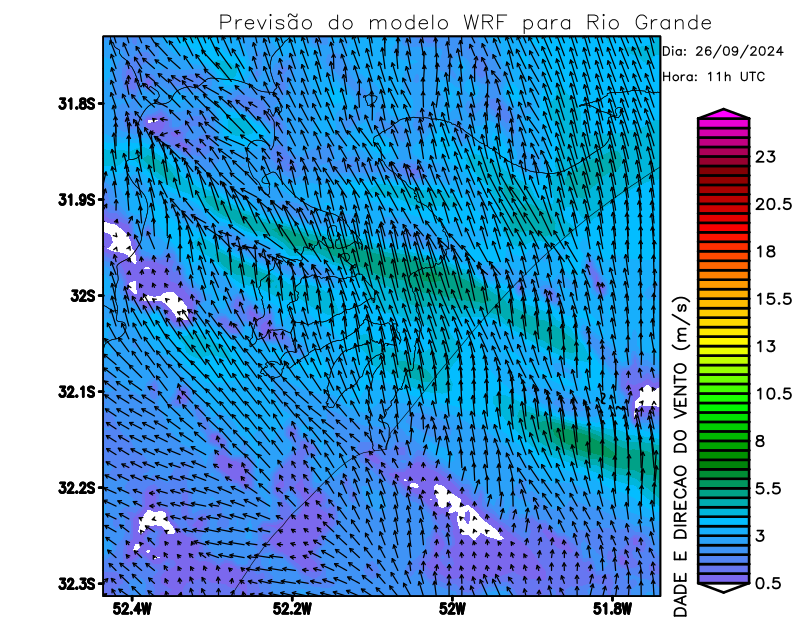 Previsão do modelo WRF para Rio Grande
Dia: 26/09/2024
Hora: 11h UTC
31.8S
31.9S
32S
32.1S
32.2S
32.3S
52.4W
52.2W
52W
51.8W
23
20.5
18
15.5
13
10.5
8
5.5
3
0.5
DADE E DIRECAO DO VENTO (m/s)